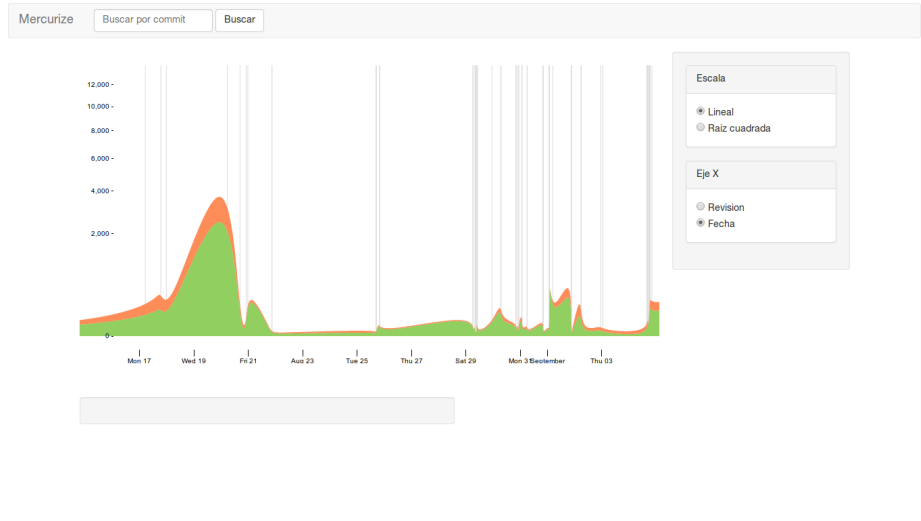 Mercurize
Buscar por commit
Buscar
12,000
10,000
8,000
6,000
4,000
2,000
0
Mon 17
Wed 19
Fri 21
Aug 23
Tue 25
Thu 27
Sat 29
Mon 31
September
Thu 03
Escala
Lineal
Raiz cuadrada
Eje X
Revision
Fecha